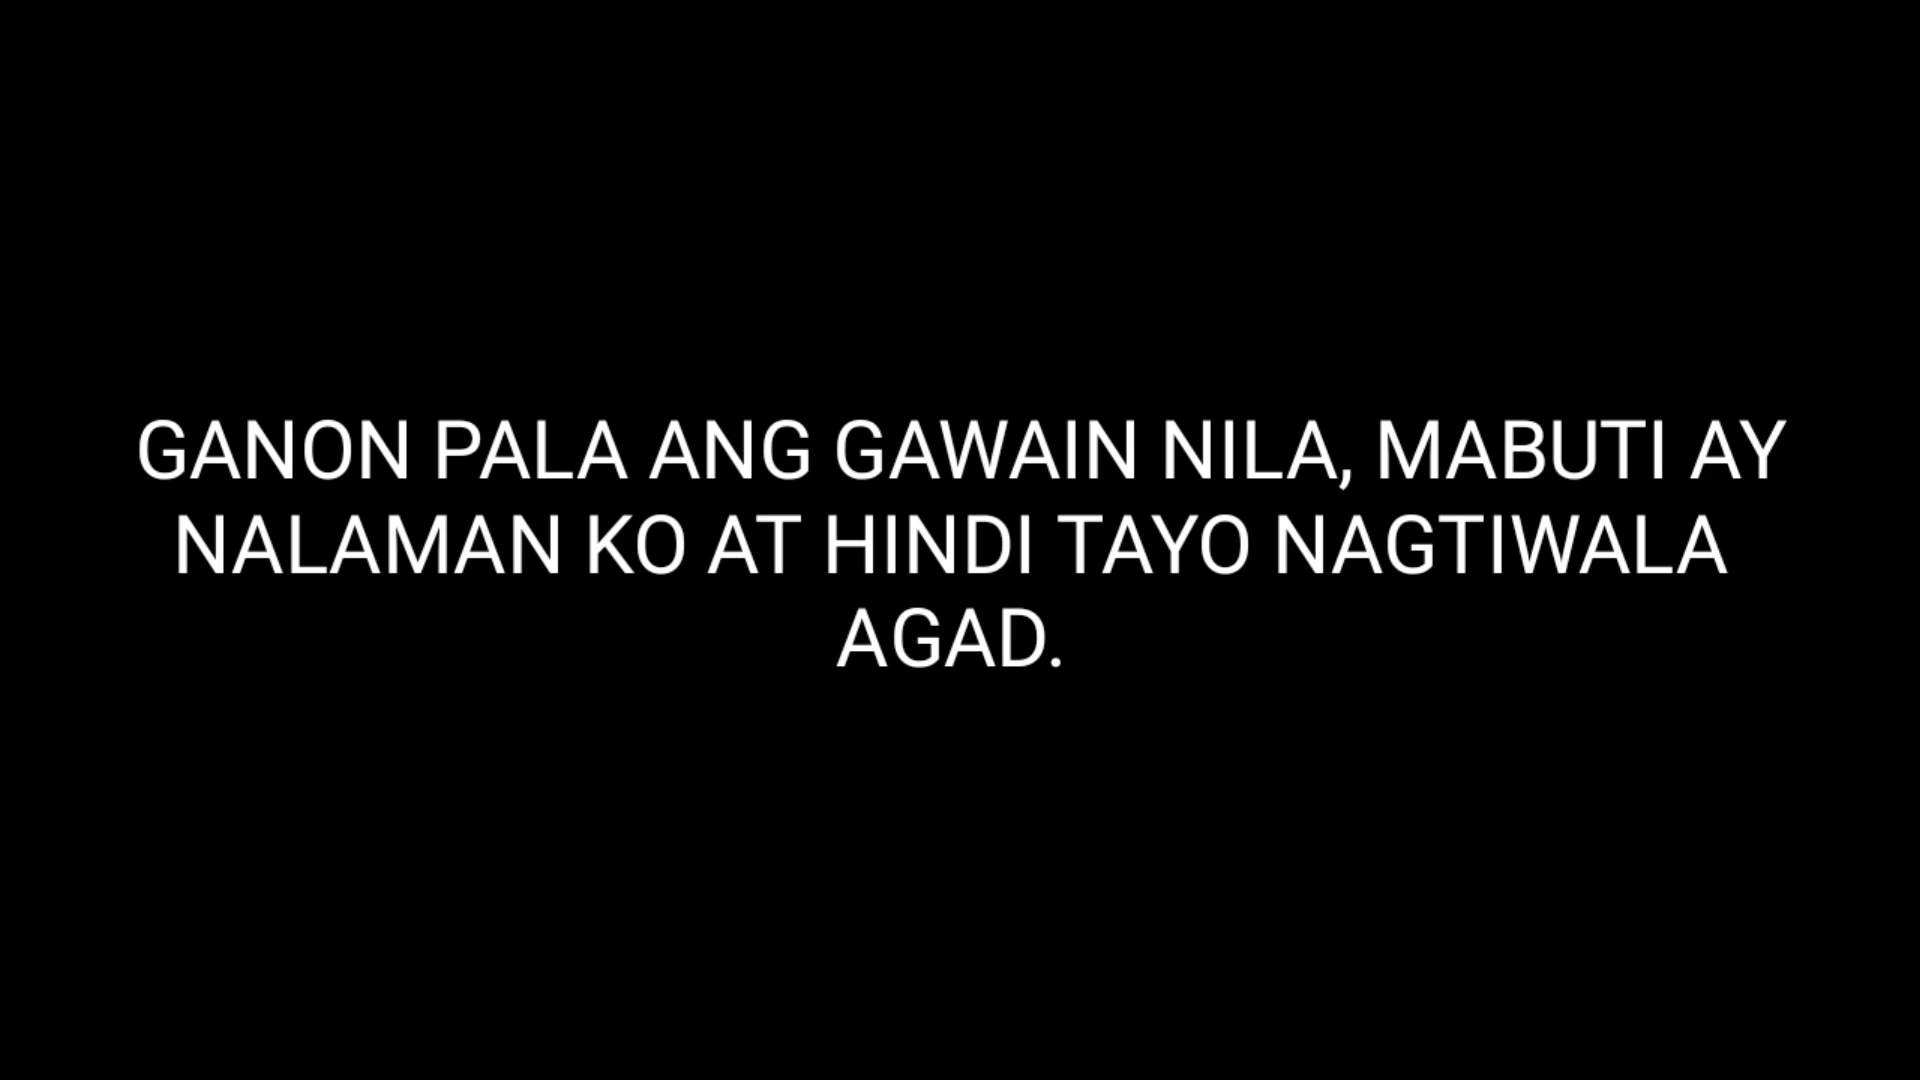 GANON PALA ANG GAWAIN NILA, MABUTI AY
NALAMAN KO AT HINDI TAYO NAGTIWALA
AGAD.